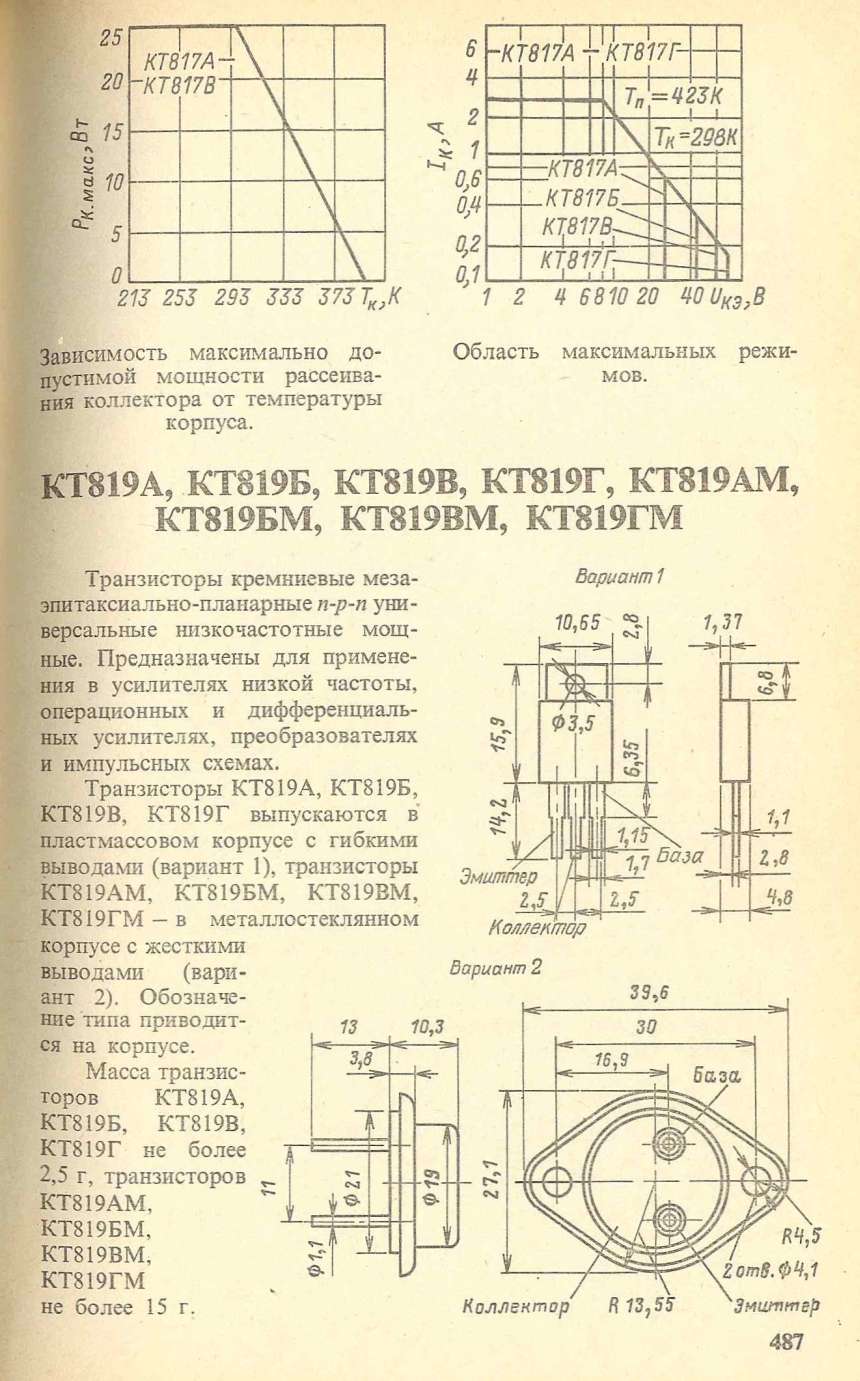 25
20
15
10
5
0
Pк.макс, Вт
КТ817А
КТ817В
213 253 293 333 373 Tк, К
6
4
2
1
0,6
0,4
0,2
0,1
Iк, А
КТ817А КТ817Г
Tп=423К
Tк=298К
КТ817А
КТ817Б
КТ817В
КТ817Г
1 2 4 6 8 10 20 40 Uкэ, В
Зависимость максимально до-
пустимой мощности рассеива-
ния коллектора от температуры
корпуса.
Область максимальных режи-
мов.
КТ819А, КТ819Б, КТ819В, КТ819Г, КТ819АМ,
КТ819БМ, КТ819ВМ, КТ819ГМ
Транзисторы кремниевые меза-
эпитаксиально-планарные n-p-n уни-
версальные низкочастотные мощ-
ные. Предназначены для примене-
ния в усилителях низкой частоты,
операционных и дифференциаль-
ных усилителях, преобразователях
и импульсных схемах.
Транзисторы КТ819А, КТ819Б,
КТ819В, КТ819Г выпускаются в
пластмассовом корпусе с гибкими
выводами (вариант 1), транзисторы
КТ819АМ, КТ819БМ, КТ819ВМ,
КТ819ГМ – в металлостеклянном
корпусе с жесткими
выводами (вари-
ант 2). Обозначе-
ние типа приводит-
ся на корпусе.
Масса транзис-
торов КТ819А,
КТ819Б, КТ819В,
КТ819Г не более
2,5 г, транзисторов
КТ819АМ,
КТ819БМ,
КТ819ВМ,
КТ819ГМ
не более 15 г.
Вариант 1
10,65
2,8
1,37
6,8
15,9
Ф3,5
6,35
14,2
1,15
1,7
База
Эмиттер
2,5
2,5
Коллектор
1,1
2,8
4,8
Вариант 2
39,6
13
10,3
30
3,8
16,9
База
11
Ф21
Ф19
27,1
Ф1,1
R4,5
2 отв. Ф4,1
Коллектор
R 13,55
Эмиттер
487